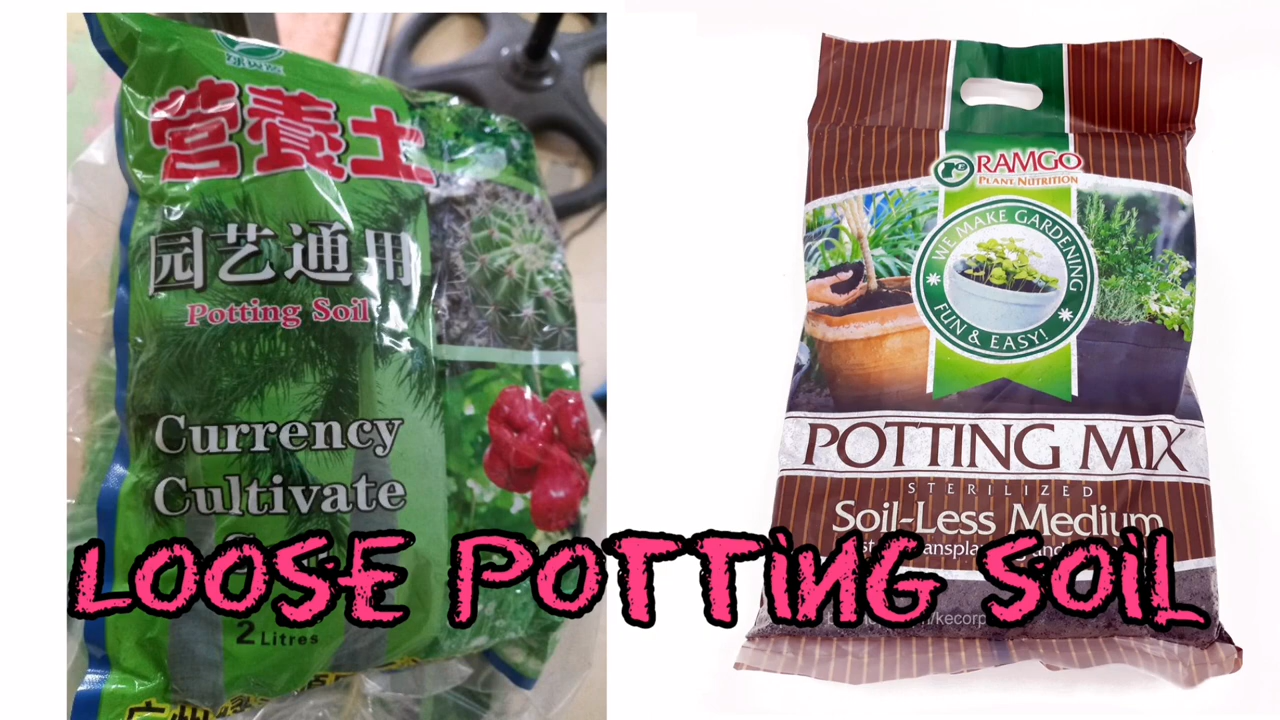 营養土
园艺通用
Potting Soil
Currency
Cultivate
2 Litres
RAMGO
PLANT NUTRITION
WE MAKE GARDENING
FUN & EASY!
POTTING MIX
STERILIZED
Soil-Less Medium
LOOSE POTTING SOIL